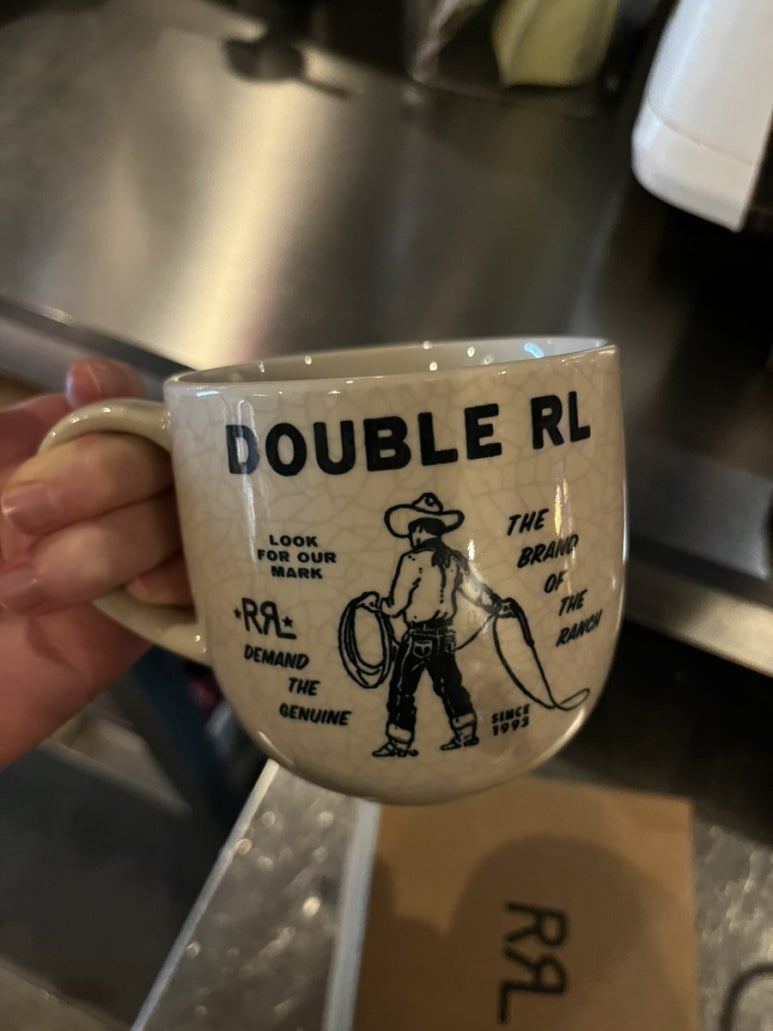 DOUBLE RL
LOOK
FOR OUR
MARK
RRL
DEMAND
THE
GENUINE
THE
BRAND
OF
THE
RANCH
SINCE
1993
RRL